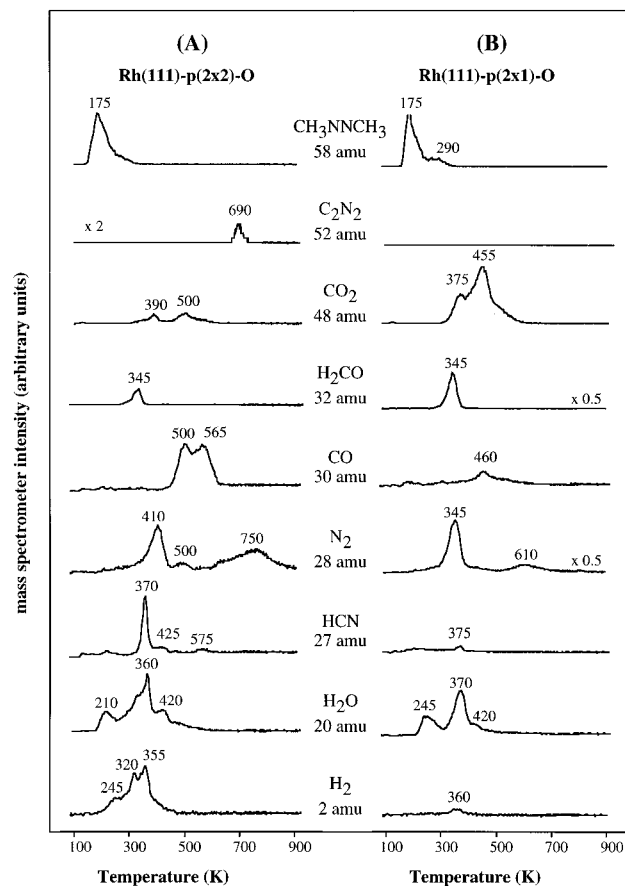 (A) (B)
Rh(111)-p(2x2)-O Rh(111)-p(2x1)-O
175 CH3NNCH3 175
58 amu 290
C2N2
x 2 690 52 amu
CO2 455
390 500 48 amu 375
H2CO
345 32 amu 345 x 0.5
500 565 CO 460
30 amu
410 500 750 N2 345 610 x 0.5
28 amu
370 425 575 HCN 375
27 amu
210 360 420 H2O 245 370 420
20 amu
245 320 355 H2 360
2 amu
100 300 500 700 900 100 300 500 700 900
Temperature (K) Temperature (K)
mass spectrometer intensity (arbitrary units)